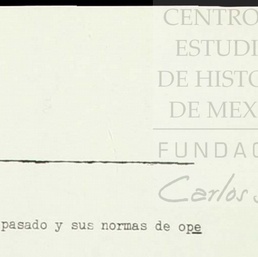 CENTRO
ESTUDI
DE HISTO
DE MEX
FUNDAC
Carlos
pasado y sus normas de ope